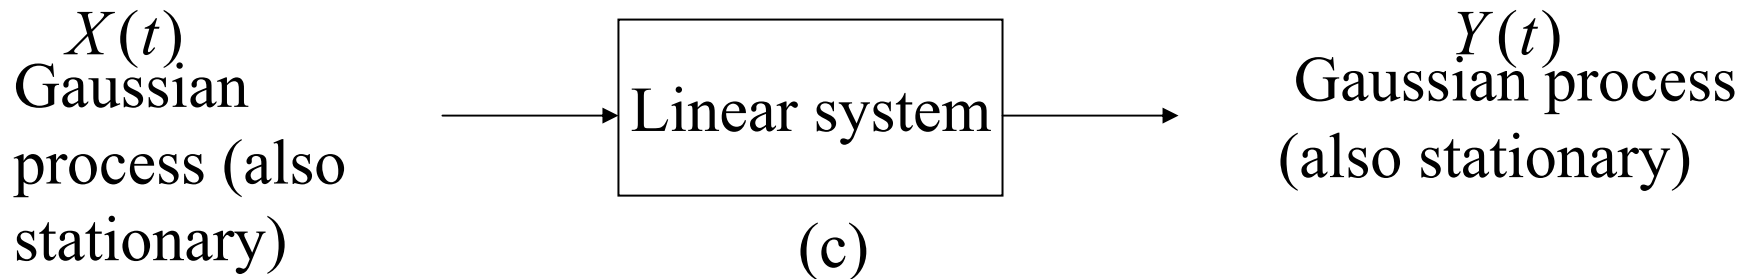 X(t)
Gaussian
process (also
stationary)
Linear system
(c)
Y(t)
Gaussian process
(also stationary)